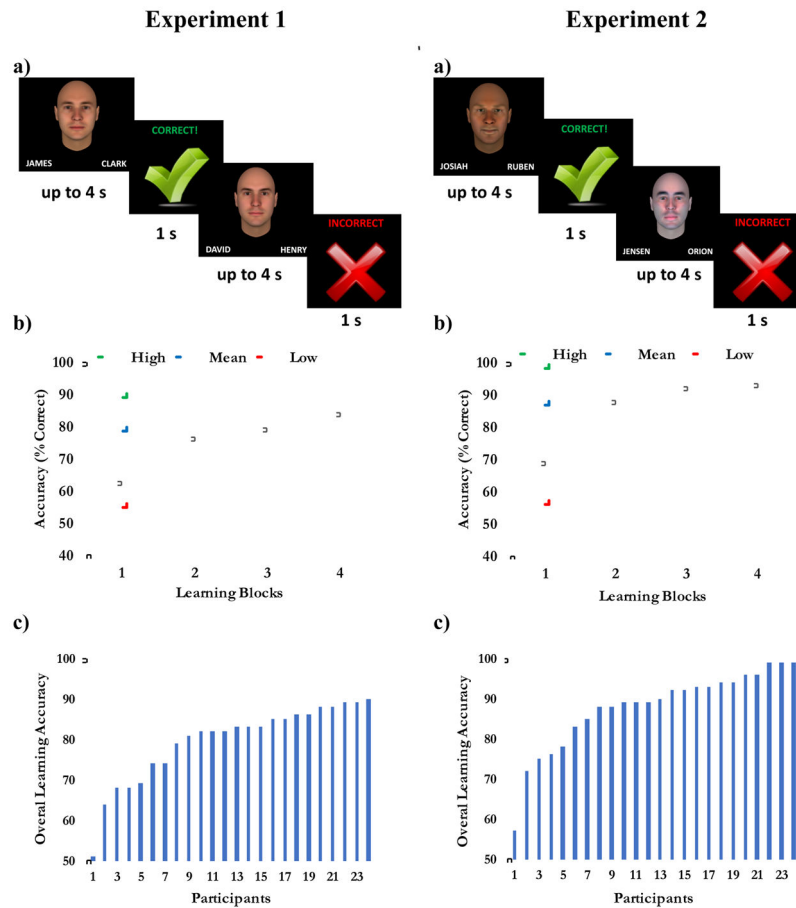 Experiment 1
a)
JAMES CLARK
up to 4 s
CORRECT!
1 s
DAVID HENRY
up to 4 s
INCORRECT
1 s
b)
High Mean Low
Accuracy (% Correct)
100
90
80
70
60
50
40
1 2 3 4
Learning Blocks
c)
Overal Learning Accuracy
100
90
80
70
60
50
1 3 5 7 9 11 13 15 17 19 21 23
Participants
Experiment 2
a)
JOSIAH RUBEN
up to 4 s
CORRECT!
1 s
JENSEN ORION
up to 4 s
INCORRECT
1 s
b)
High Mean Low
Accuracy (% Correct)
100
90
80
70
60
50
40
1 2 3 4
Learning Blocks
c)
Overal Learning Accuracy
100
90
80
70
60
50
1 3 5 7 9 11 13 15 17 19 21 23
Participants